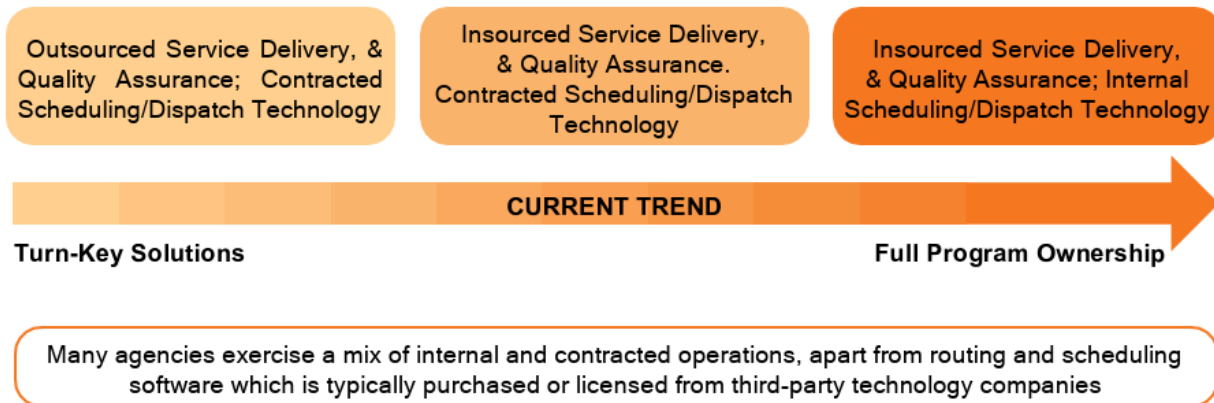 Outsourced Service Delivery, &
Quality Assurance; Contracted
Scheduling/Dispatch Technology
Insourced Service Delivery,
& Quality Assurance.
Contracted Scheduling/Dispatch
Technology
Insourced Service Delivery,
& Quality Assurance; Internal
Scheduling/Dispatch Technology
CURRENT TREND
Turn-Key Solutions
Full Program Ownership
Many agencies exercise a mix of internal and contracted operations, apart from routing and scheduling
software which is typically purchased or licensed from third-party technology companies